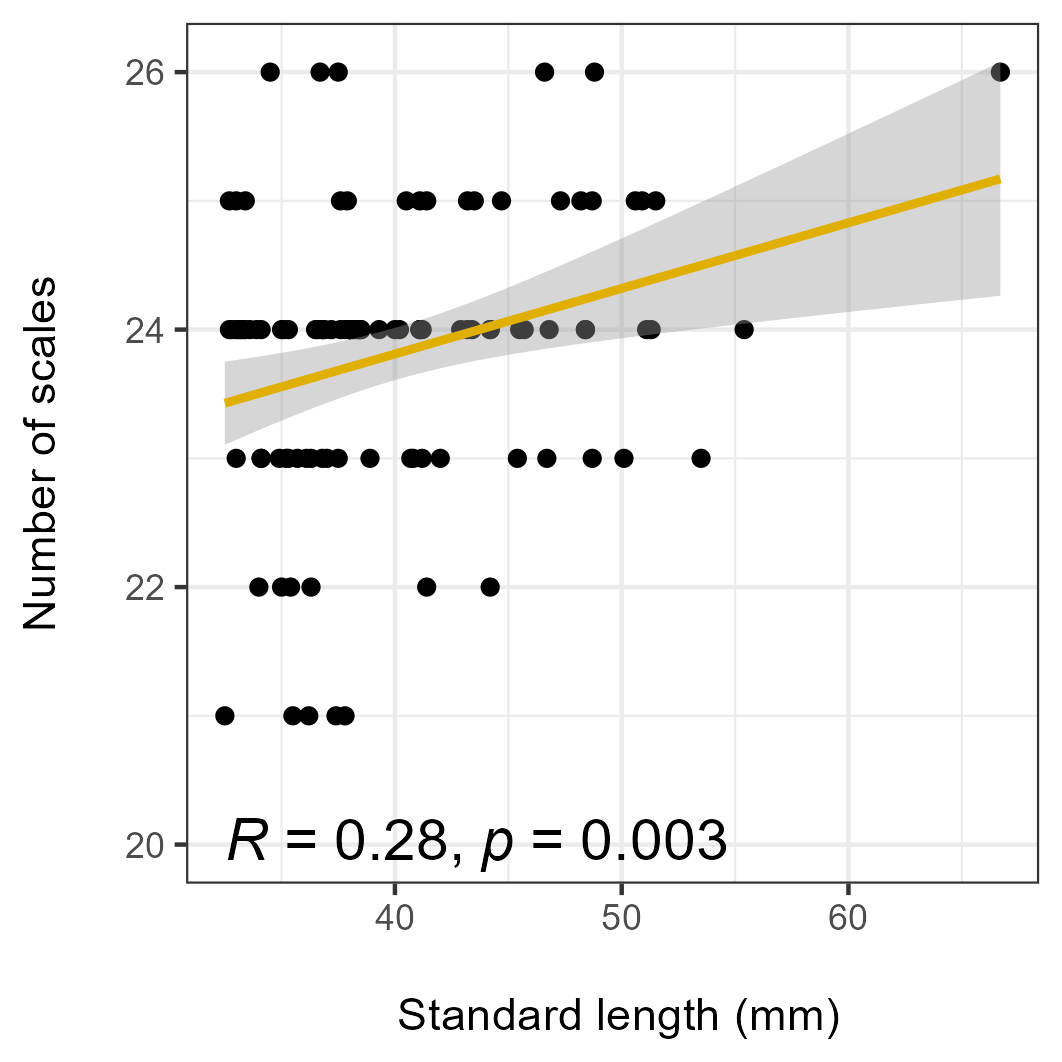 Number of scales
26
24
22
20
R = 0.28, p = 0.003
40 50 60
Standard length (mm)